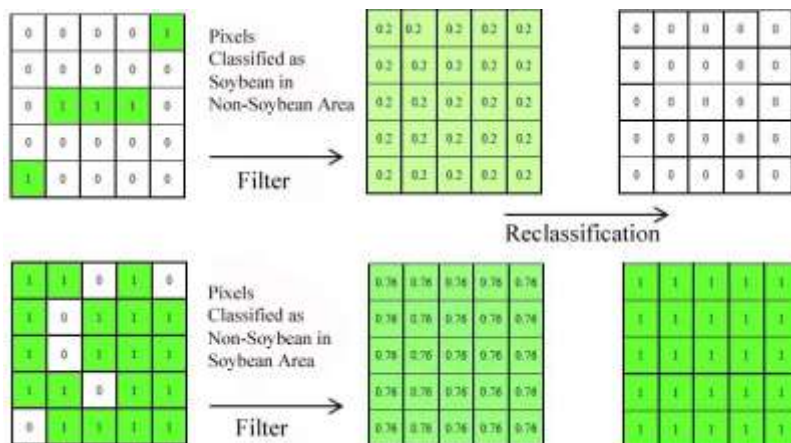 0 0 0 0 1
0 0 0 0 0
0 1 1 1 0
0 0 0 0 0
1 0 0 0 0
Pixels
Classified as
Soybean in
Non-Soybean Area
Filter
0.2 0.2 0.2 0.2 0.2
0.2 0.2 0.2 0.2 0.2
0.2 0.2 0.2 0.2 0.2
0.2 0.2 0.2 0.2 0.2
0.2 0.2 0.2 0.2 0.2
0 0 0 0 0
0 0 0 0 0
0 0 0 0 0
0 0 0 0 0
0 0 0 0 0
Reclassification
1 1 0 1 0
1 0 1 1 1
1 0 1 1 1
1 1 0 1 1
0 1 1 1 1
Pixels
Classified as
Non-Soybean in
Soybean Area
Filter
0.76 0.76 0.76 0.76 0.76
0.76 0.76 0.76 0.76 0.76
0.76 0.76 0.76 0.76 0.76
0.76 0.76 0.76 0.76 0.76
0.76 0.76 0.76 0.76 0.76
1 1 1 1 1
1 1 1 1 1
1 1 1 1 1
1 1 1 1 1
1 1 1 1 1